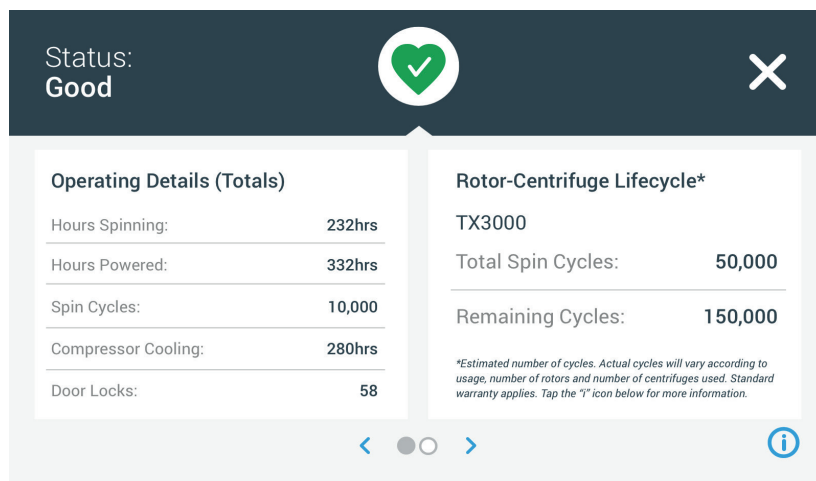 Status:
Good
Operating Details (Totals)
Hours Spinning: 232hrs
Hours Powered: 332hrs
Spin Cycles: 10,000
Compressor Cooling: 280hrs
Door Locks: 58
Rotor-Centrifuge Lifecycle*
TX3000
Total Spin Cycles: 50,000
Remaining Cycles: 150,000
*Estimated number of cycles. Actual cycles will vary according to
usage, number of rotors and number of centrifuges used. Standard
warranty applies. Tap the “i” icon below for more information.
i